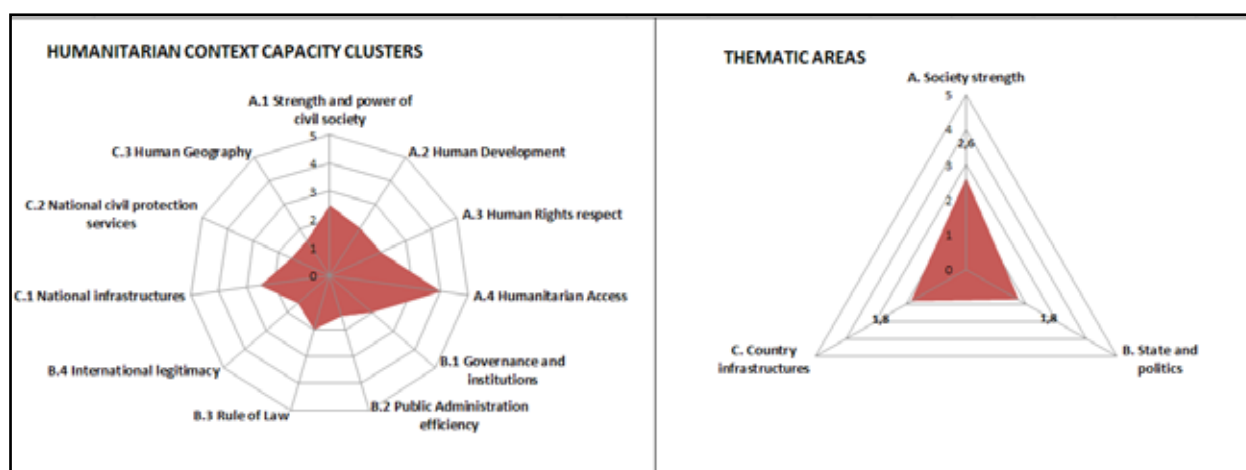 HUMANITARIAN CONTEXT CAPACITY CLUSTERS
A.1 Strength and power of
civil society
5
C.3 Human Geography
A.2 Human Development
4
3
C.2 National civil protection
services
A.3 Human Rights respect
2
1
0
C.1 National infrastructures
A.4 Humanitarian Access
B.4 International legitimacy
B.1 Governance and
institutions
B.3 Rule of Law
B.2 Public Administration
efficiency
THEMATIC AREAS
A. Society strength
5
4
2,6
3
2
1
0
1,8
1,8
C. Country
infrastructures
B. State and
politics